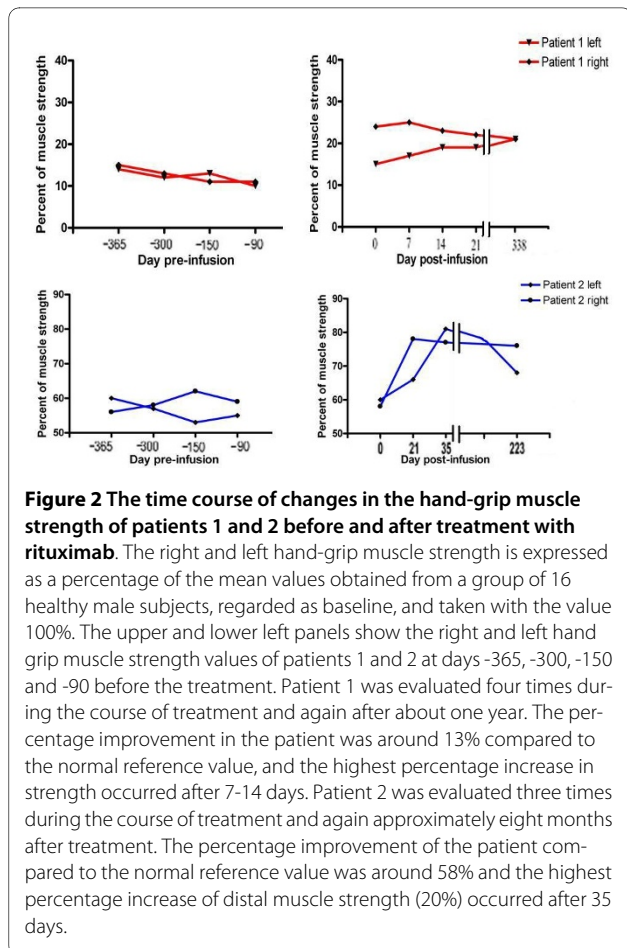 Patient 1 left
Patient 1 right
Percent of muscle strength
40
30
20
10
0
-365 -300 -150 -90
Day pre-infusion
Percent of muscle strength
40
30
20
10
0
0 7 14 21 338
Day post-infusion
Patient 2 left
Patient 2 right
Percent of muscle strength
90
80
70
60
50
-365 -300 -150 -90
Day pre-infusion
Percent of muscle strength
90
80
70
60
50
0 21 35 223
Day post-infusion
Figure 2 The time course of changes in the hand-grip muscle
strength of patients 1 and 2 before and after treatment with
rituximab. The right and left hand-grip muscle strength is expressed
as a percentage of the mean values obtained from a group of 16
healthy male subjects, regarded as baseline, and taken with the value
100%. The upper and lower left panels show the right and left hand
grip muscle strength values of patients 1 and 2 at days -365, -300, -150
and -90 before the treatment. Patient 1 was evaluated four times dur-
ing the course of treatment and again after about one year. The per-
centage improvement in the patient was around 13% compared to
the normal reference value, and the highest percentage increase in
strength occurred after 7-14 days. Patient 2 was evaluated three times
during the course of treatment and again approximately eight months
after treatment. The percentage improvement of the patient com-
pared to the normal reference value was around 58% and the highest
percentage increase of distal muscle strength (20%) occurred after 35
days.